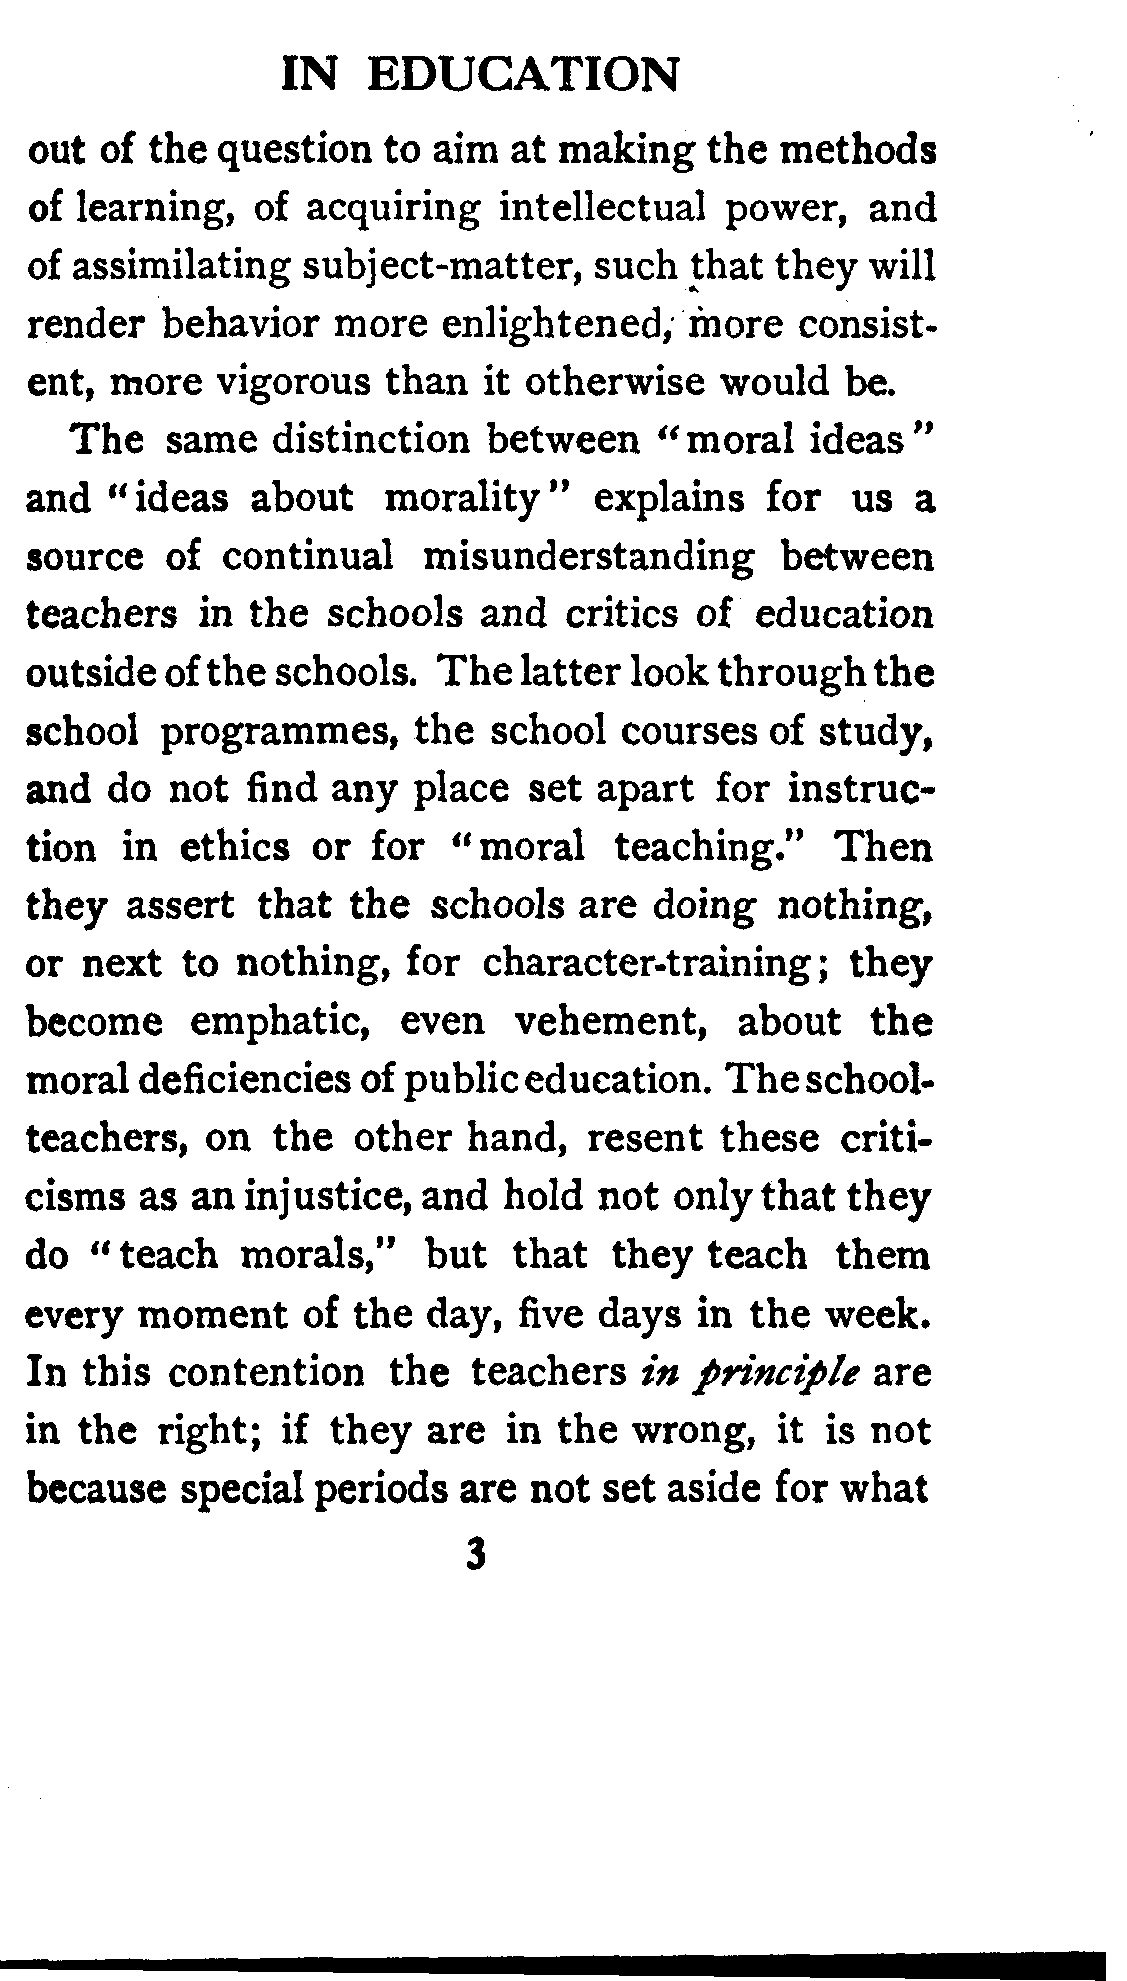 IN EDUCATION
out of the question to aim at making the methods
of learning, of acquiring intellectual power, and
of assimilating subject-matter, such that they will
render behavior more enlightened, more consist-
ent, more vigorous than it otherwise would be.
The same distinction between “moral ideas”
and “ideas about morality” explains for us a
source of continual misunderstanding between
teachers in the schools and critics of education
outside of the schools. The latter look through the
school programmes, the school courses of study,
and do not find any place set apart for instruc-
tion in ethics or for “moral teaching.” Then
they assert that the schools are doing nothing,
or next to nothing, for character-training; they
become emphatic, even vehement, about the
moral deficiencies of public education. The school-
teachers, on the other hand, resent these criti-
cisms as an injustice, and hold not only that they
do “teach morals,” but that they teach them
every moment of the day, five days in the week.
In this contention the teachers in principle are
in the right; if they are in the wrong, it is not
because special periods are not set aside for what
3